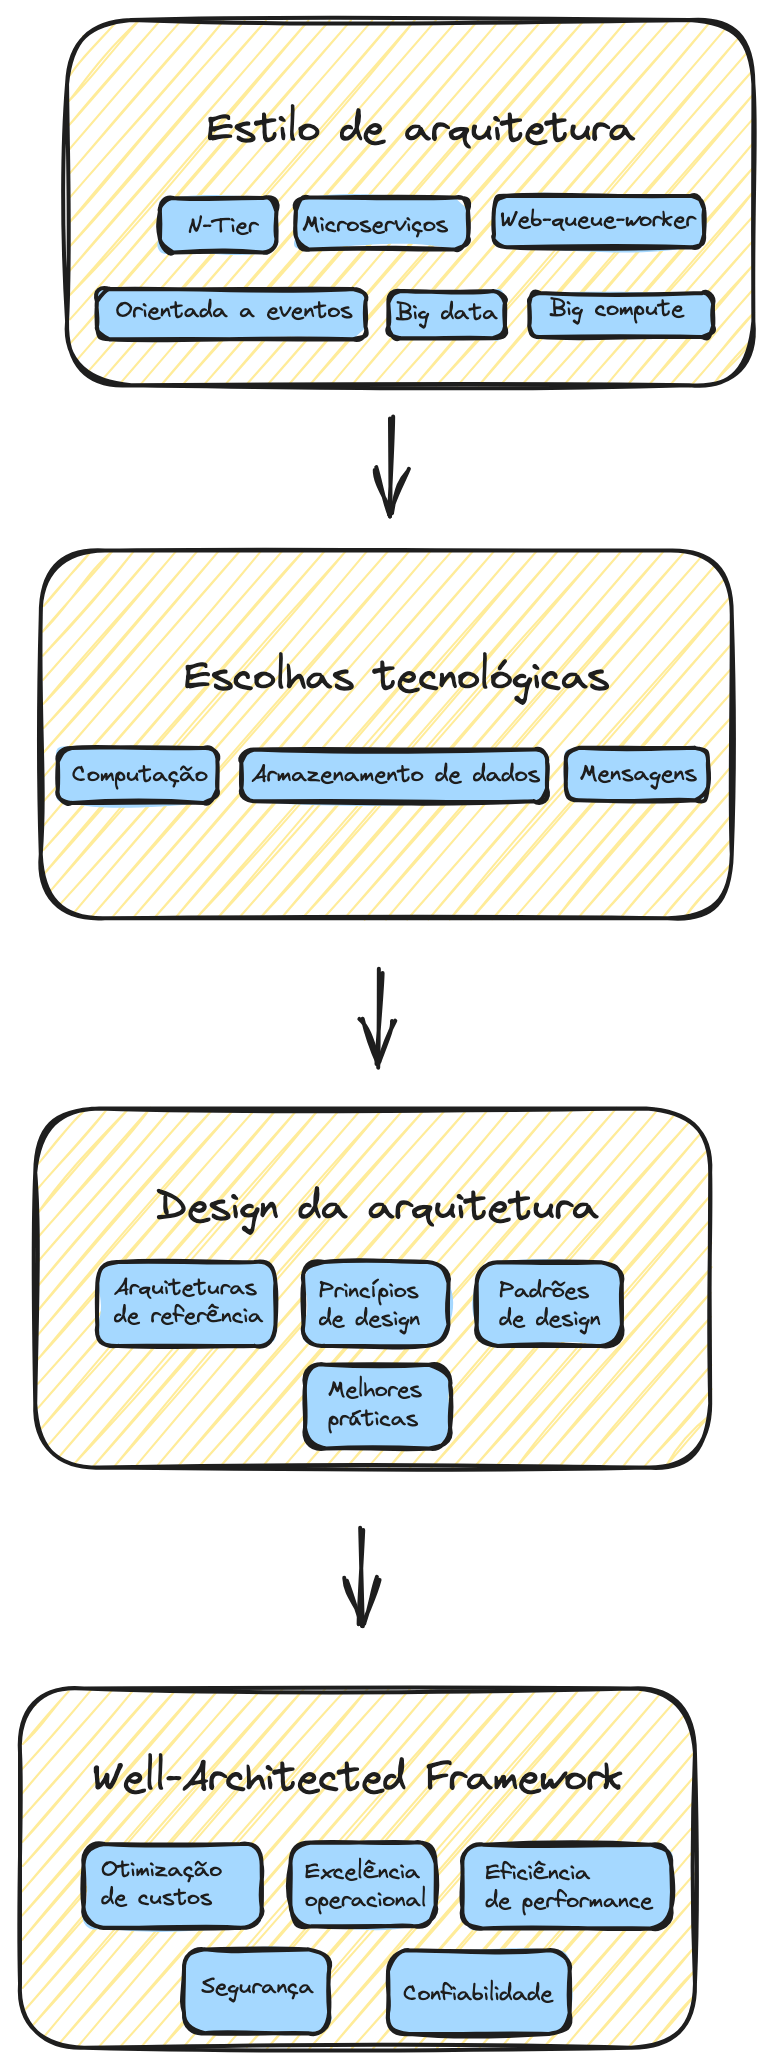 Estilo de arquitetura
N-Tier
Microserviços
Web-queue-worker
Orientada a eventos
Big data
Big compute
Escolhas tecnológicas
Computação
Armazenamento de dados
Mensagens
Design da arquitetura
Arquiteturas
de referência
Princípios
de design
Padrões
de design
Melhores
práticas
Well-Architected Framework
Otimização
de custos
Excelência
operacional
Eficiência
de performance
Segurança
Confiabilidade